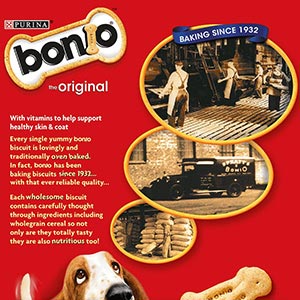 PURINA
bonio
the original
BAKING SINCE 1932
With vitamins to help support
healthy skin & coat
Every single yummy bonio
biscuit is lovingly and
traditionally oven baked.
In fact, bonio has been
baking biscuits since 1932...
with that ever reliable quality...
Each wholesome biscuit
contains carefully thought
through ingredients including
wholegrain cereal so not
only are they totally tasty
they are also nutritious too!
BONIO